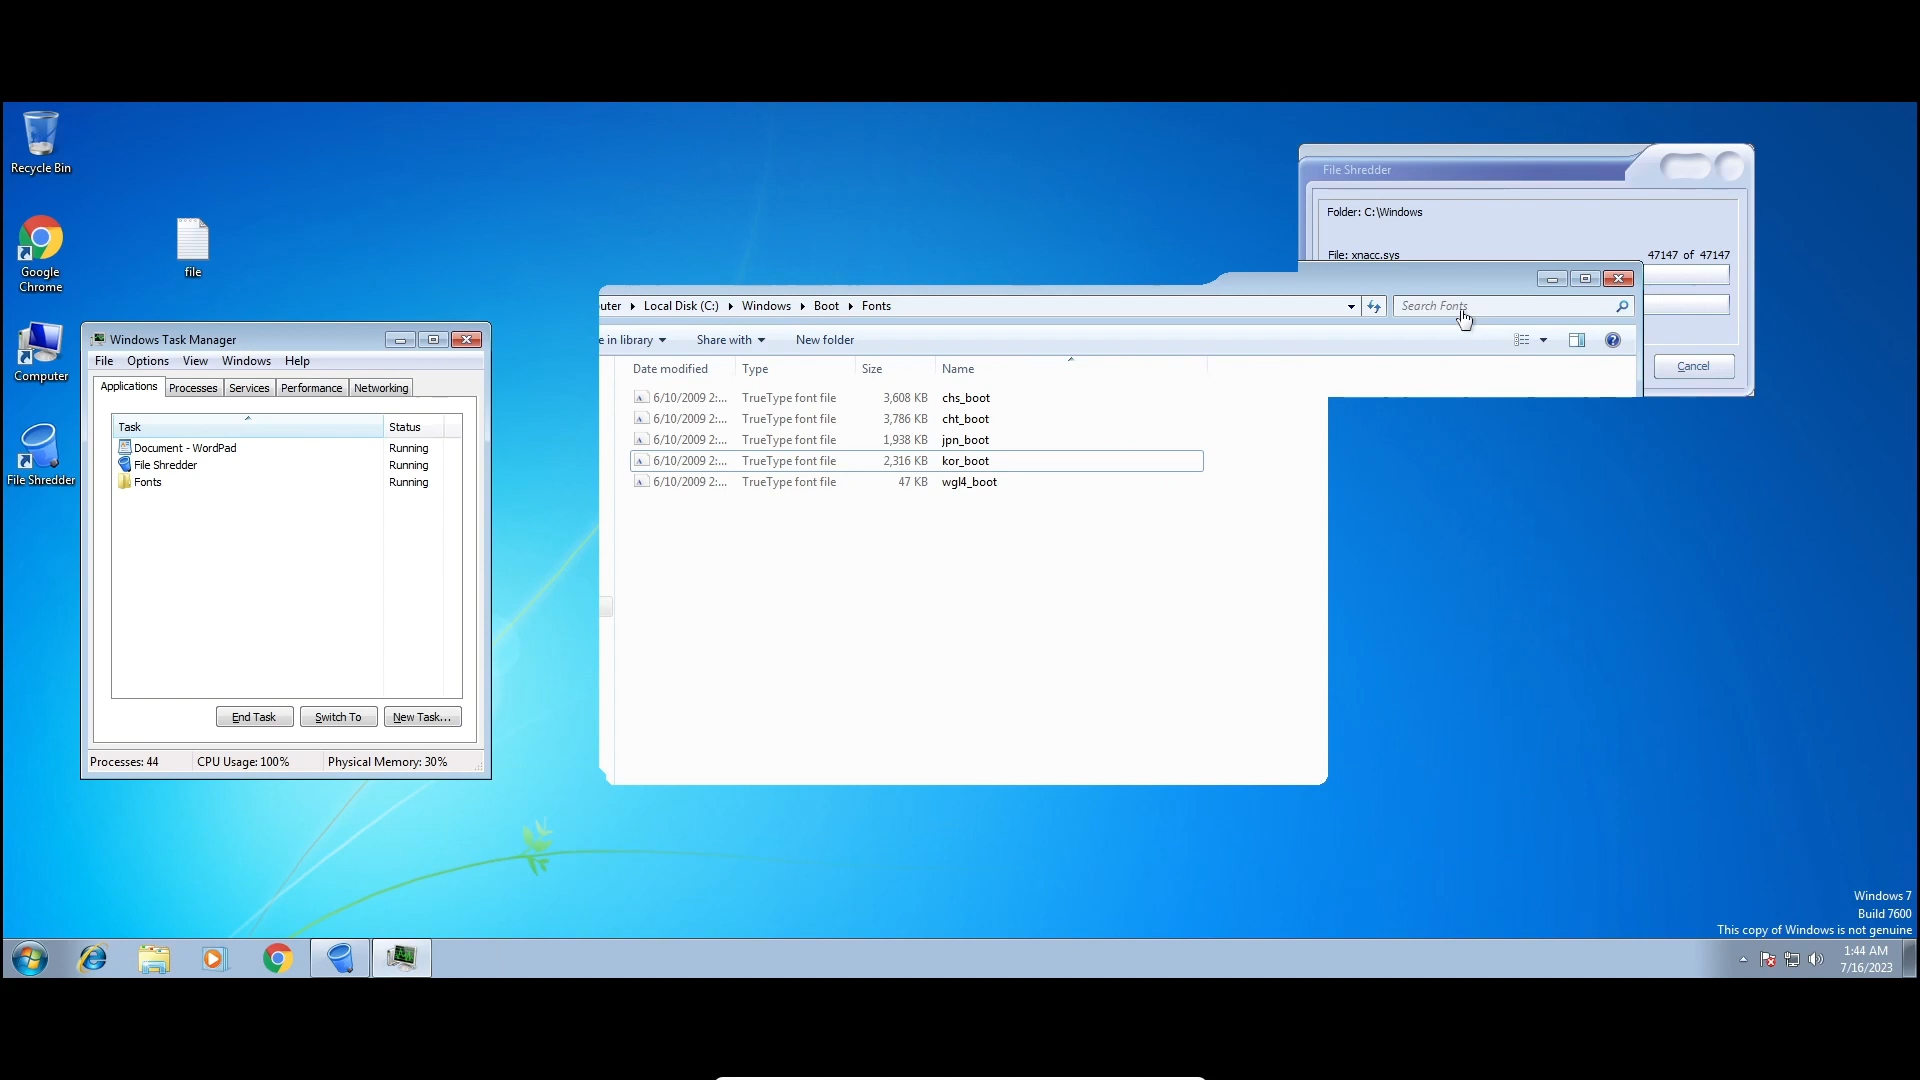 Recycle Bin
Google
Chrome
file
Computer
File Shredder
Windows Task Manager
File Options View Windows Help
Applications Processes Services Performance Networking
Task Status
Document - WordPad Running
File Shredder Running
Fonts Running
End Task Switch To New Task...
Processes: 44 CPU Usage: 100% Physical Memory: 30%
File Shredder
Folder: C:\Windows
File: xnacc.sys 47147 of 47147
Cancel
uter Local Disk (C:) Windows Boot Fonts Search Fonts
e in library Share with New folder
Date modified Type Size Name
6/10/2009 2:... TrueType font file 3,608 KB chs_boot
6/10/2009 2:... TrueType font file 3,786 KB cht_boot
6/10/2009 2:... TrueType font file 1,938 KB jpn_boot
6/10/2009 2:... TrueType font file 2,316 KB kor_boot
6/10/2009 2:... TrueType font file 47 KB wgl4_boot
Windows 7
Build 7600
This copy of Windows is not genuine
1:44 AM
7/16/2023